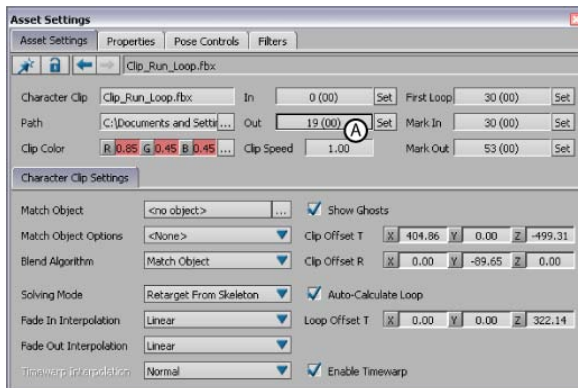 Asset Settings
Asset Settings Properties Pose Controls Filters
Clip_Run_Loop.fbx
Character Clip Clip_Run_Loop.fbx In 0 (00) Set First Loop 30 (00) Set
Path C:\Documents and Settir ... Out 19 (00) A Set Mark In 30 (00) Set
Clip Color R 0.85 G 0.45 B 0.45 ... Clip Speed 1.00 Mark Out 53 (00) Set
Character Clip Settings
Match Object <no object> ... Show Ghosts
Match Object Options <None> Clip Offset T X 404.86 Y 0.00 Z -499.31
Blend Algorithm Match Object Clip Offset R X 0.00 Y -89.65 Z 0.00
Solving Mode Retarget From Skeleton Auto-Calculate Loop
Fade In Interpolation Linear Loop Offset T X 0.00 Y 0.00 Z 322.14
Fade Out Interpolation Linear
Timewarp Interpolation Normal Enable Timewarp